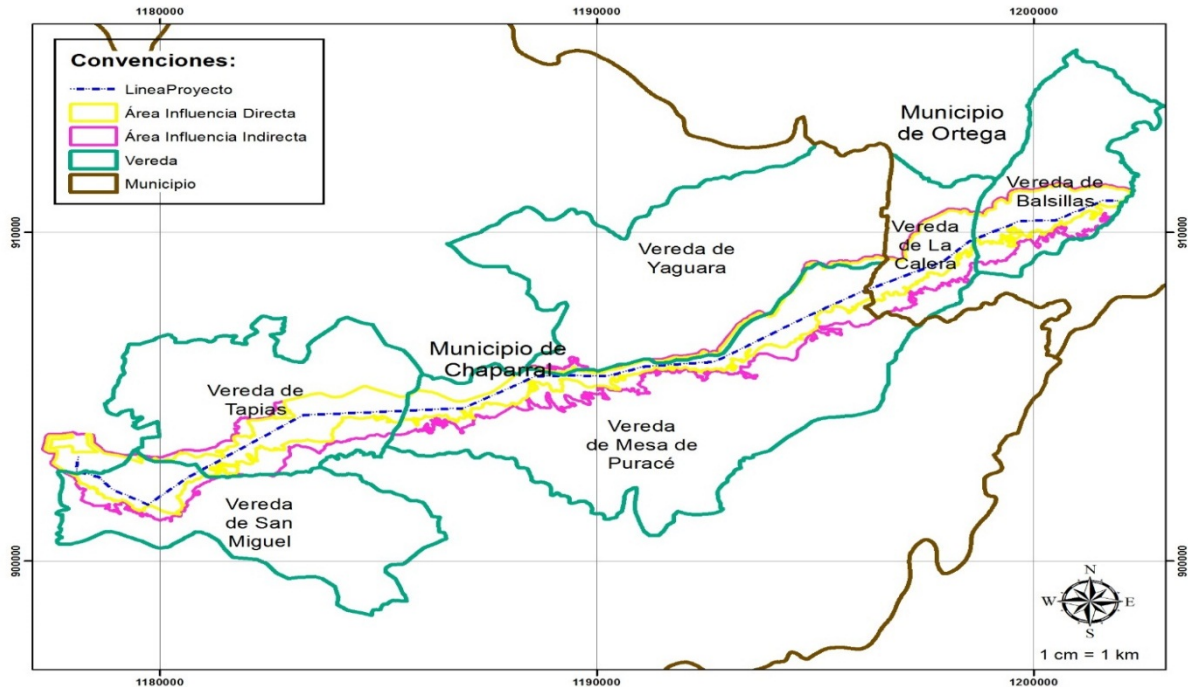 1180000
1190000
1200000
Convenciones:
LineaProyecto
Área Influencia Directa
Área Influencia Indirecta
Vereda
Municipio
Municipio
de Ortega
Vereda de
Balsillas
910000
910000
Vereda
de La
Calera
Vereda de
Yaguara
Municipio de
Chaparral
Vereda de
Tapias
Vereda
de Mesa de
Puracé
Vereda
de San
Miguel
900000
900000
N
W
E
S
1 cm = 1 km
1180000
1190000
1200000